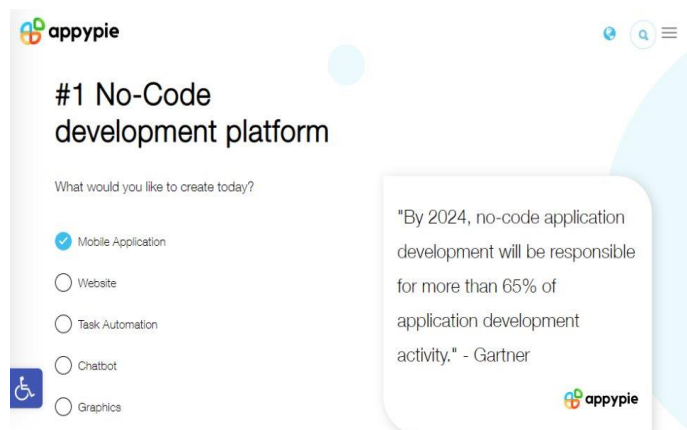 appypie
#1 No-Code
development platform
What would you like to create today?
Mobile Application
Website
Task Automation
Chatbot
Graphics
"By 2024, no-code application
development will be responsible
for more than 65% of
application development
activity." - Gartner
appypie